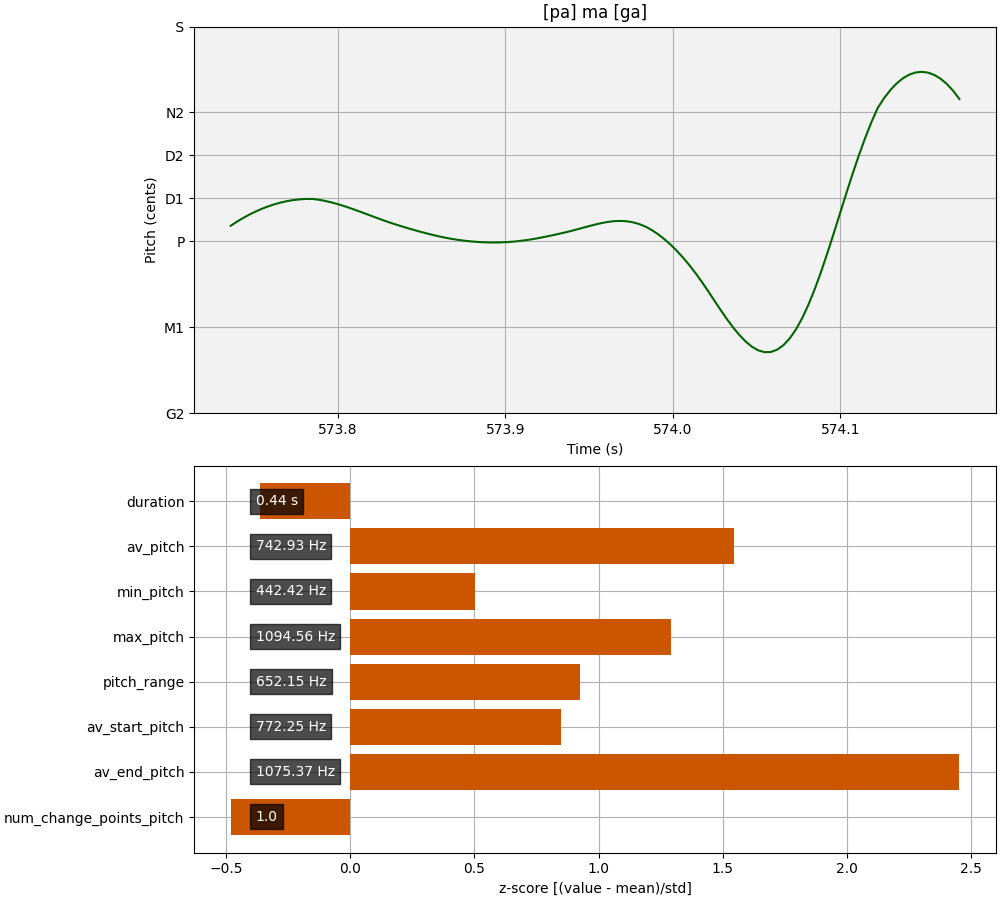 [pa] ma [ga]
S
N2
D2
D1
P
M1
G2
Pitch (cents)
573.8 573.9 574.0 574.1
Time (s)
duration 0.44 s
av_pitch 742.93 Hz
min_pitch 442.42 Hz
max_pitch 1094.56 Hz
pitch_range 652.15 Hz
av_start_pitch 772.25 Hz
av_end_pitch 1075.37 Hz
num_change_points_pitch 1.0
−0.5 0.0 0.5 1.0 1.5 2.0 2.5
z-score [(value - mean)/std]